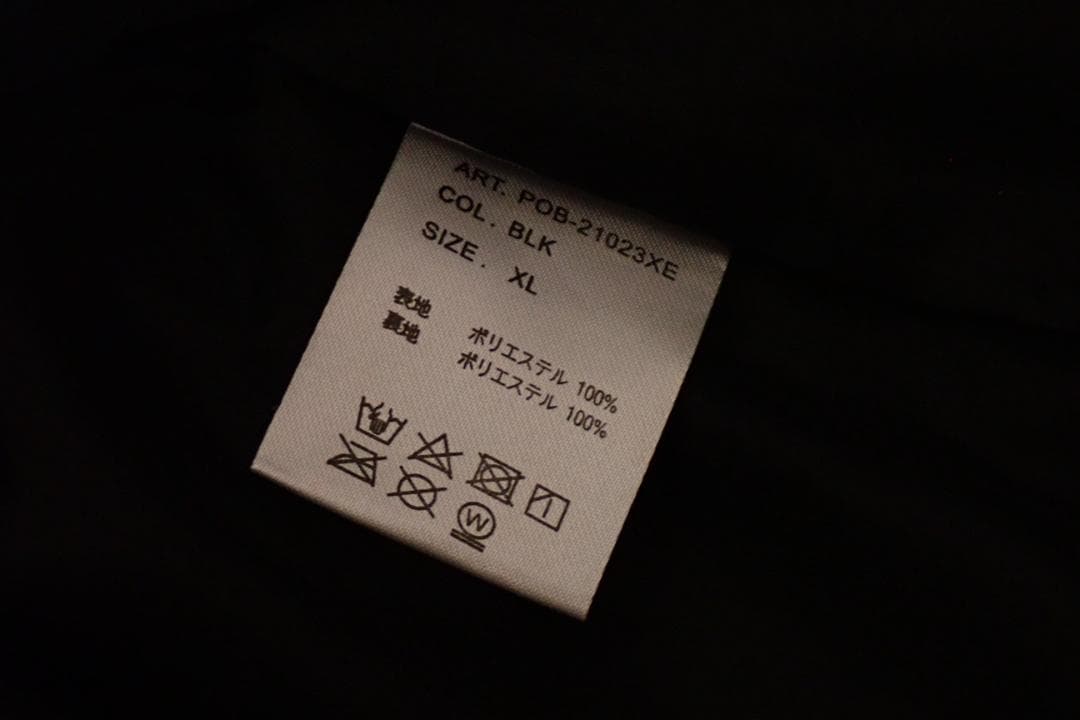 ART. POB-21023XE
COL. BLK
SIZE. XL
表地 ポリエステル 100%
裏地 ポリエステル 100%
W